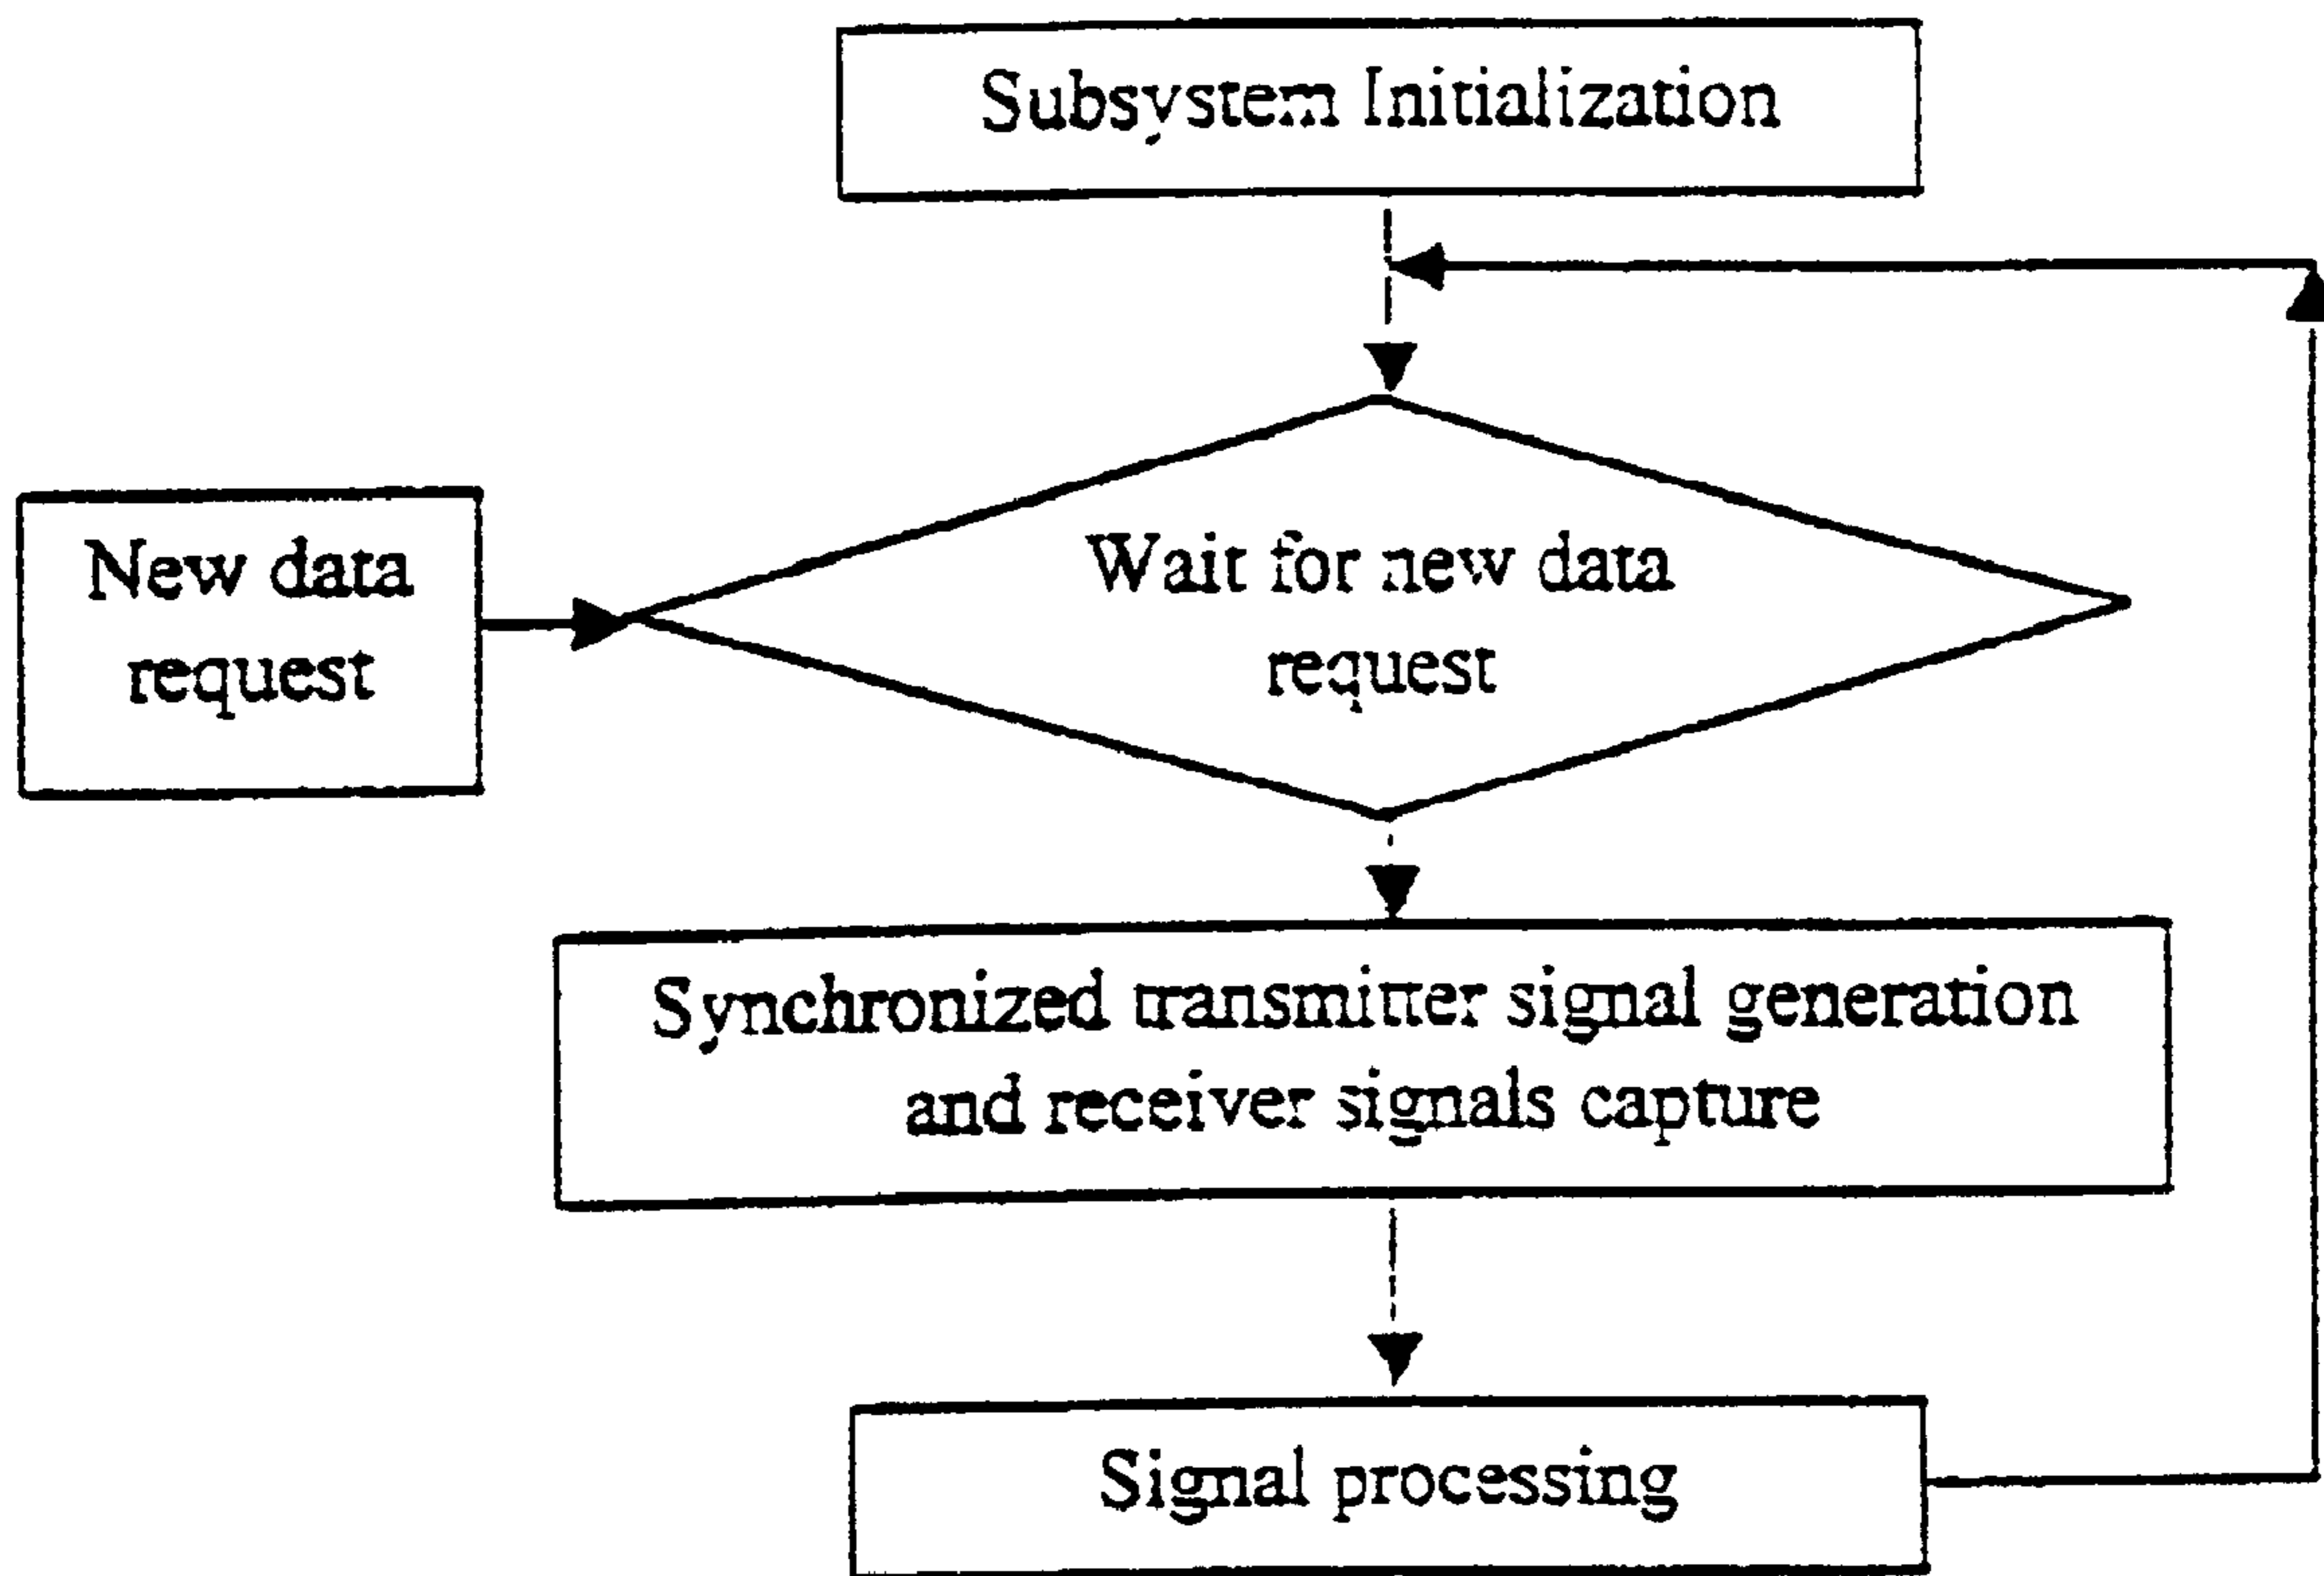 Subsystem Initialization
New data
request
Wait for new data
request
Synchronized transmitter signal generation
and receiver signals capture
Signal processing